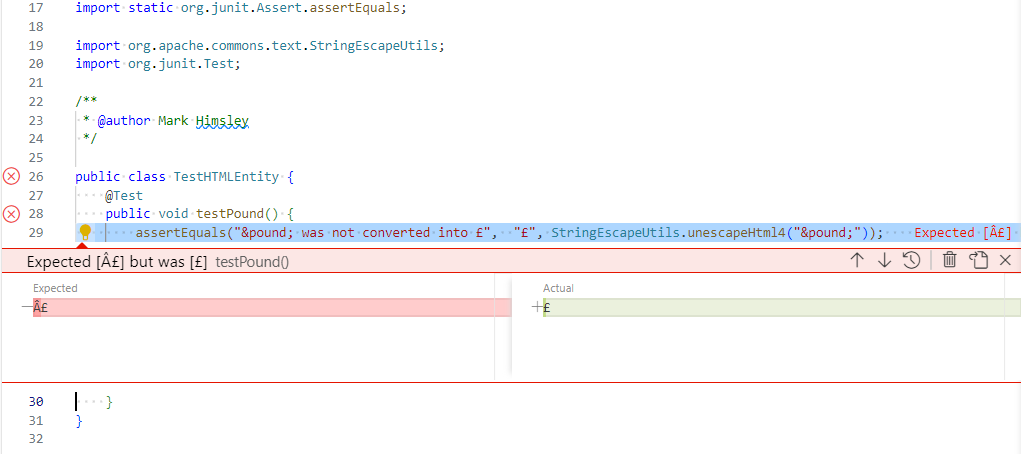 17 import static org.junit.Assert.assertEquals;
18
19 import org.apache.commons.text.StringEscapeUtils;
20 import org.junit.Test;
21
22 /**
23 * @author Mark Himsley
24 */
25
26 public class TestHTMLEntity {
27 @Test
28 public void testPound() {
29 assertEquals("&pound; was not converted into £", "£", StringEscapeUtils.unescapeHtml4("&pound;")); Expected [Â£]
Expected [Â£] but was [£] testPound()
Expected Actual
Â£ £
30 }
31 }
32